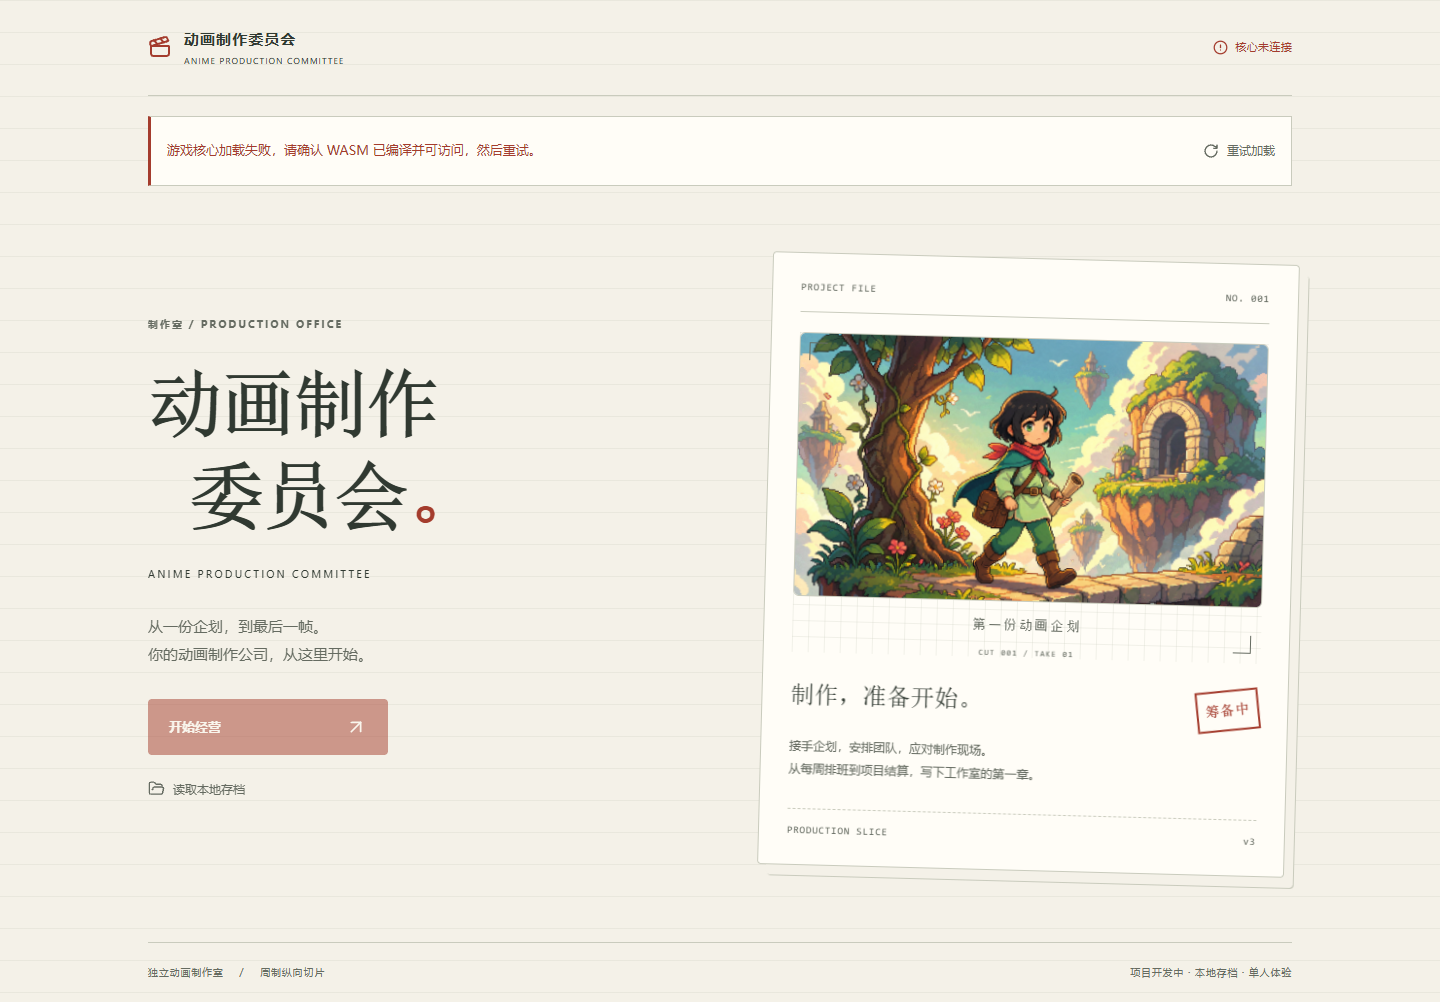 动画制作委员会
ANIME PRODUCTION COMMITTEE
核心未连接
游戏核心加载失败，请确认 WASM 已编译并可访问，然后重试。
重试加载
制作室 / PRODUCTION OFFICE
动画制作
委员会。
ANIME PRODUCTION COMMITTEE
从一份企划，到最后一帧。
你的动画制作公司，从这里开始。
开始经营
读取本地存档
PROJECT FILE
NO. 001
第一份动画企划
CUT 001 / TAKE 01
制作，准备开始。
筹备中
接手企划，安排团队，应对制作现场。
从每周排班到项目结算，写下工作室的第一章。
PRODUCTION SLICE
v3
独立动画制作室 / 周制纵向切片
项目开发中 · 本地存档 · 单人体验